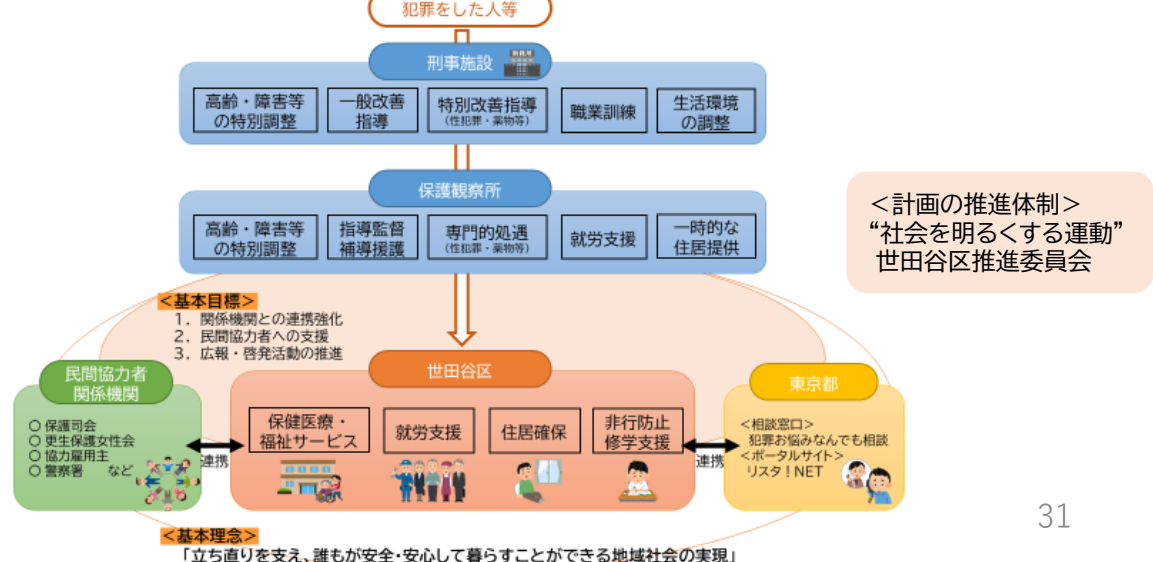 犯罪をした人等
刑事施設
高齢・障害等
の特別調整
一般改善
指導
特別改善指導
(性犯罪・薬物等)
職業訓練
生活環境
の調整
保護観察所
高齢・障害等
の特別調整
指導監督
補導援護
専門的処遇
(性犯罪・薬物等)
就労支援
一時的な
住居提供
＜計画の推進体制＞
“社会を明るくする運動”
世田谷区推進委員会
＜基本目標＞
1．関係機関との連携強化
2．民間協力者への支援
3．広報・啓発活動の推進
民間協力者
関係機関
○ 保護司会
○ 更生保護女性会
○ 協力雇用主
○ 警察署　など
連携
世田谷区
保健医療・
福祉サービス
就労支援
住居確保
非行防止
修学支援
連携
東京都
＜相談窓口＞
犯罪お悩みなんでも相談
＜ポータルサイト＞
リスタ！NET
＜基本理念＞
「立ち直りを支え、誰もが安全・安心して暮らすことができる地域社会の実現」
31